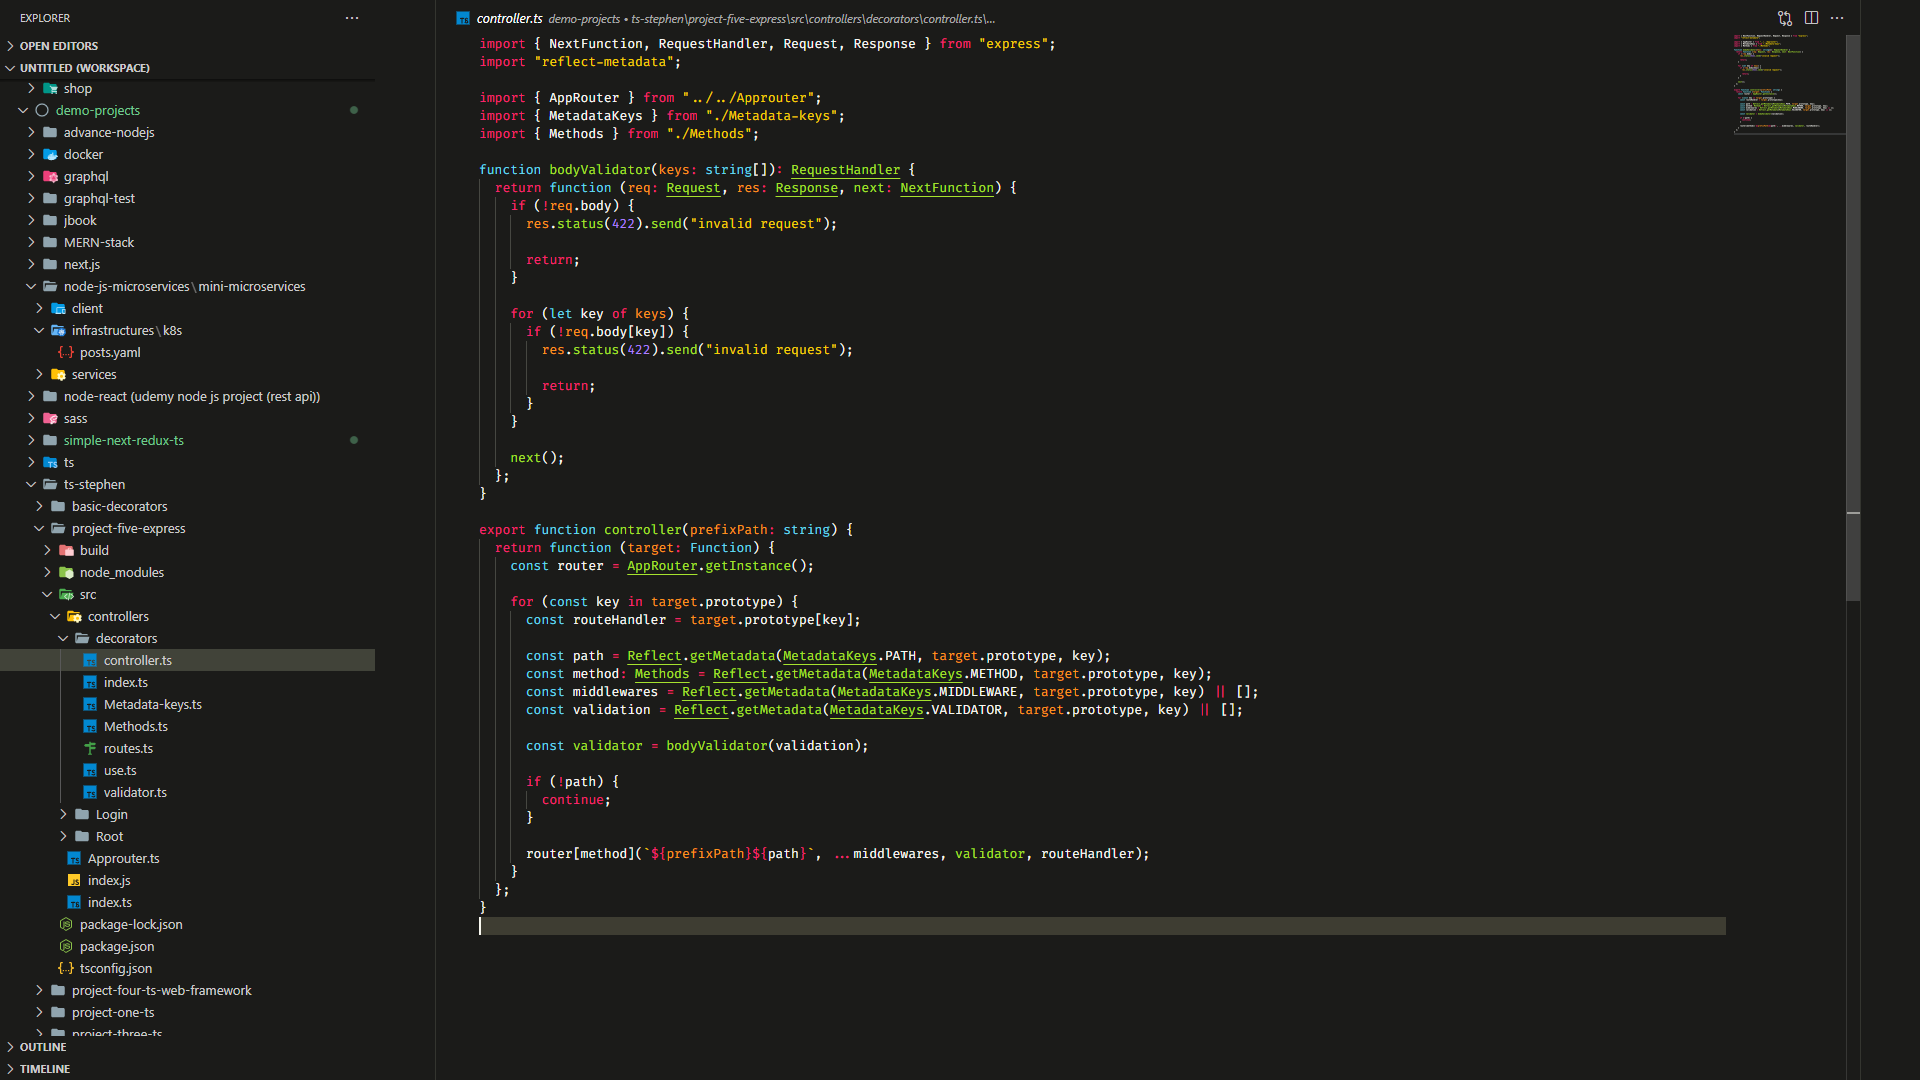 EXPLORER
OPEN EDITORS
UNTITLED (WORKSPACE)
shop
demo-projects
advance-nodejs
docker
graphql
graphql-test
jbook
MERN-stack
next.js
node-js-microservices\mini-microservices
client
infrastructures\k8s
posts.yaml
services
node-react (udemy node js project (rest api))
sass
simple-next-redux-ts
ts
ts-stephen
basic-decorators
project-five-express
build
node_modules
src
controllers
decorators
controller.ts
index.ts
Metadata-keys.ts
Methods.ts
routes.ts
use.ts
validator.ts
Login
Root
Approuter.ts
index.js
index.ts
package-lock.json
package.json
tsconfig.json
project-four-ts-web-framework
project-one-ts
project-three-ts
OUTLINE
TIMELINE
controller.ts demo-projects • ts-stephen\project-five-express\src\controllers\decorators\controller.ts\...
import { NextFunction, RequestHandler, Request, Response } from "express";
import "reflect-metadata";
import { AppRouter } from "../../Approuter";
import { MetadataKeys } from "./Metadata-keys";
import { Methods } from "./Methods";
function bodyValidator(keys: string[]): RequestHandler {
return function (req: Request, res: Response, next: NextFunction) {
if (!req.body) {
res.status(422).send("invalid request");
return;
}
for (let key of keys) {
if (!req.body[key]) {
res.status(422).send("invalid request");
return;
}
}
next();
};
}
export function controller(prefixPath: string) {
return function (target: Function) {
const router = AppRouter.getInstance();
for (const key in target.prototype) {
const routeHandler = target.prototype[key];
const path = Reflect.getMetadata(MetadataKeys.PATH, target.prototype, key);
const method: Methods = Reflect.getMetadata(MetadataKeys.METHOD, target.prototype, key);
const middlewares = Reflect.getMetadata(MetadataKeys.MIDDLEWARE, target.prototype, key) || [];
const validation = Reflect.getMetadata(MetadataKeys.VALIDATOR, target.prototype, key) || [];
const validator = bodyValidator(validation);
if (!path) {
continue;
}
router[method](`${prefixPath}${path}`, ...middlewares, validator, routeHandler);
}
};
}